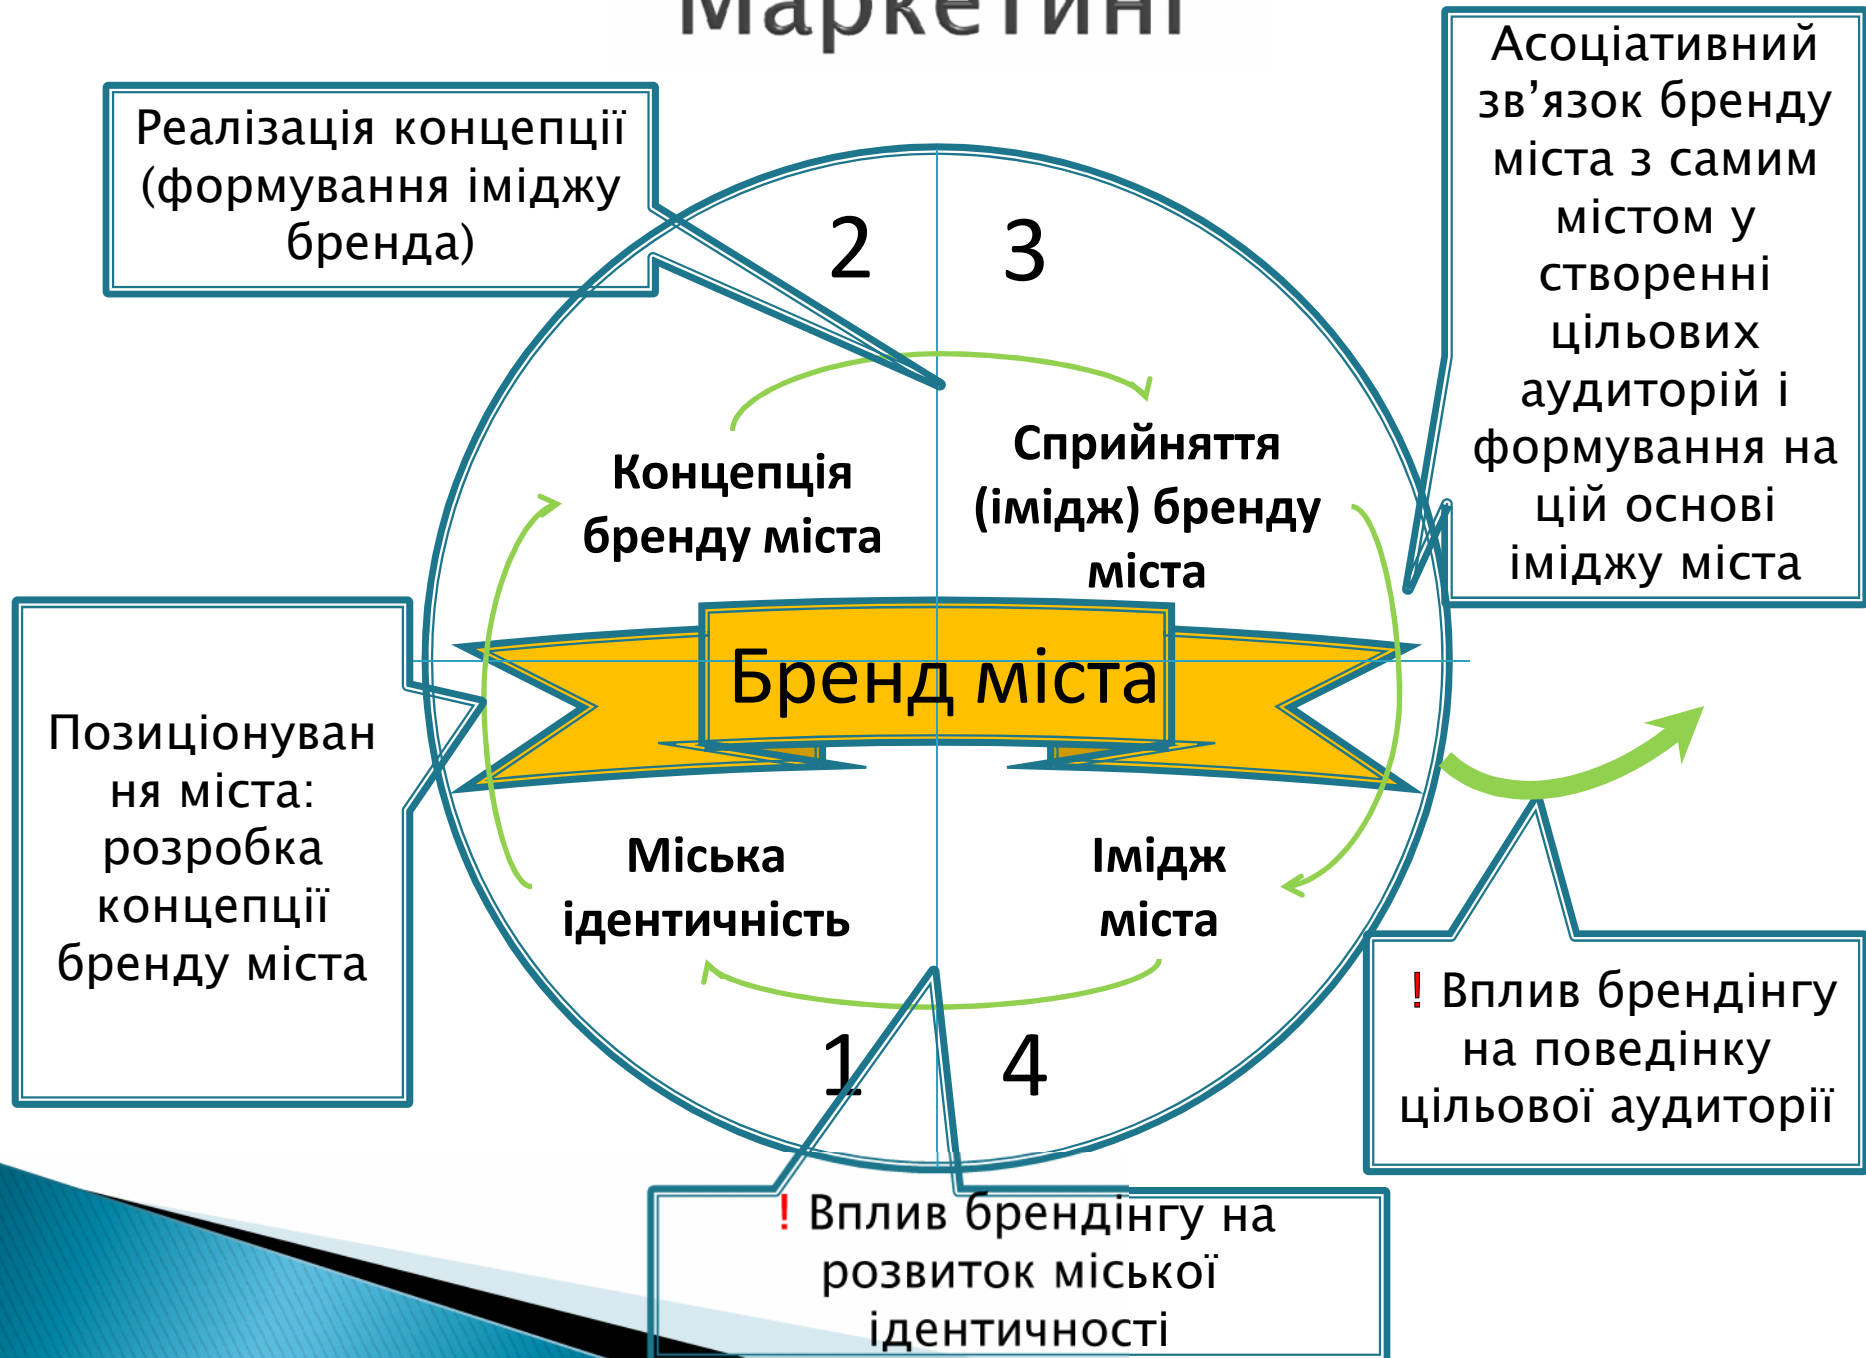 Маркетинг
Реалізація концепції
(формування іміджу
бренда)
Асоціативний
зв’язок бренду
міста з самим
містом у
створенні
цільових
аудиторій і
формування на
цій основі
іміджу міста
2
3
Концепція
бренду міста
Сприйняття
(імідж) бренду
міста
Бренд міста
Позиціонуван
ня міста:
розробка
концепції
бренду міста
Міська
ідентичність
Імідж
міста
1
4
! Вплив брендінгу
на поведінку
цільової аудиторії
! Вплив брендінгу на
розвиток міської
ідентичності